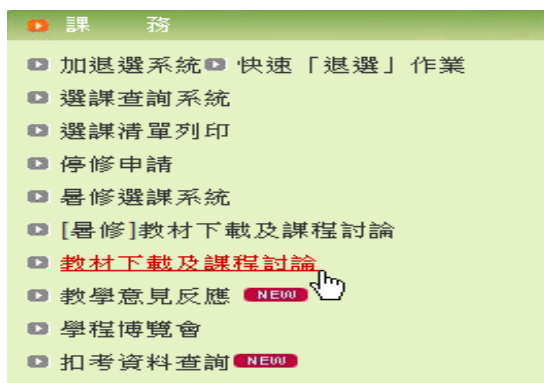 課 務
加退選系統 快速「退選」作業
選課查詢系統
選課清單列印
停修申請
暑修選課系統
[暑修]教材下載及課程討論
教材下載及課程討論
教學意見反應 NEW
學程博覽會
扣考資料查詢 NEW